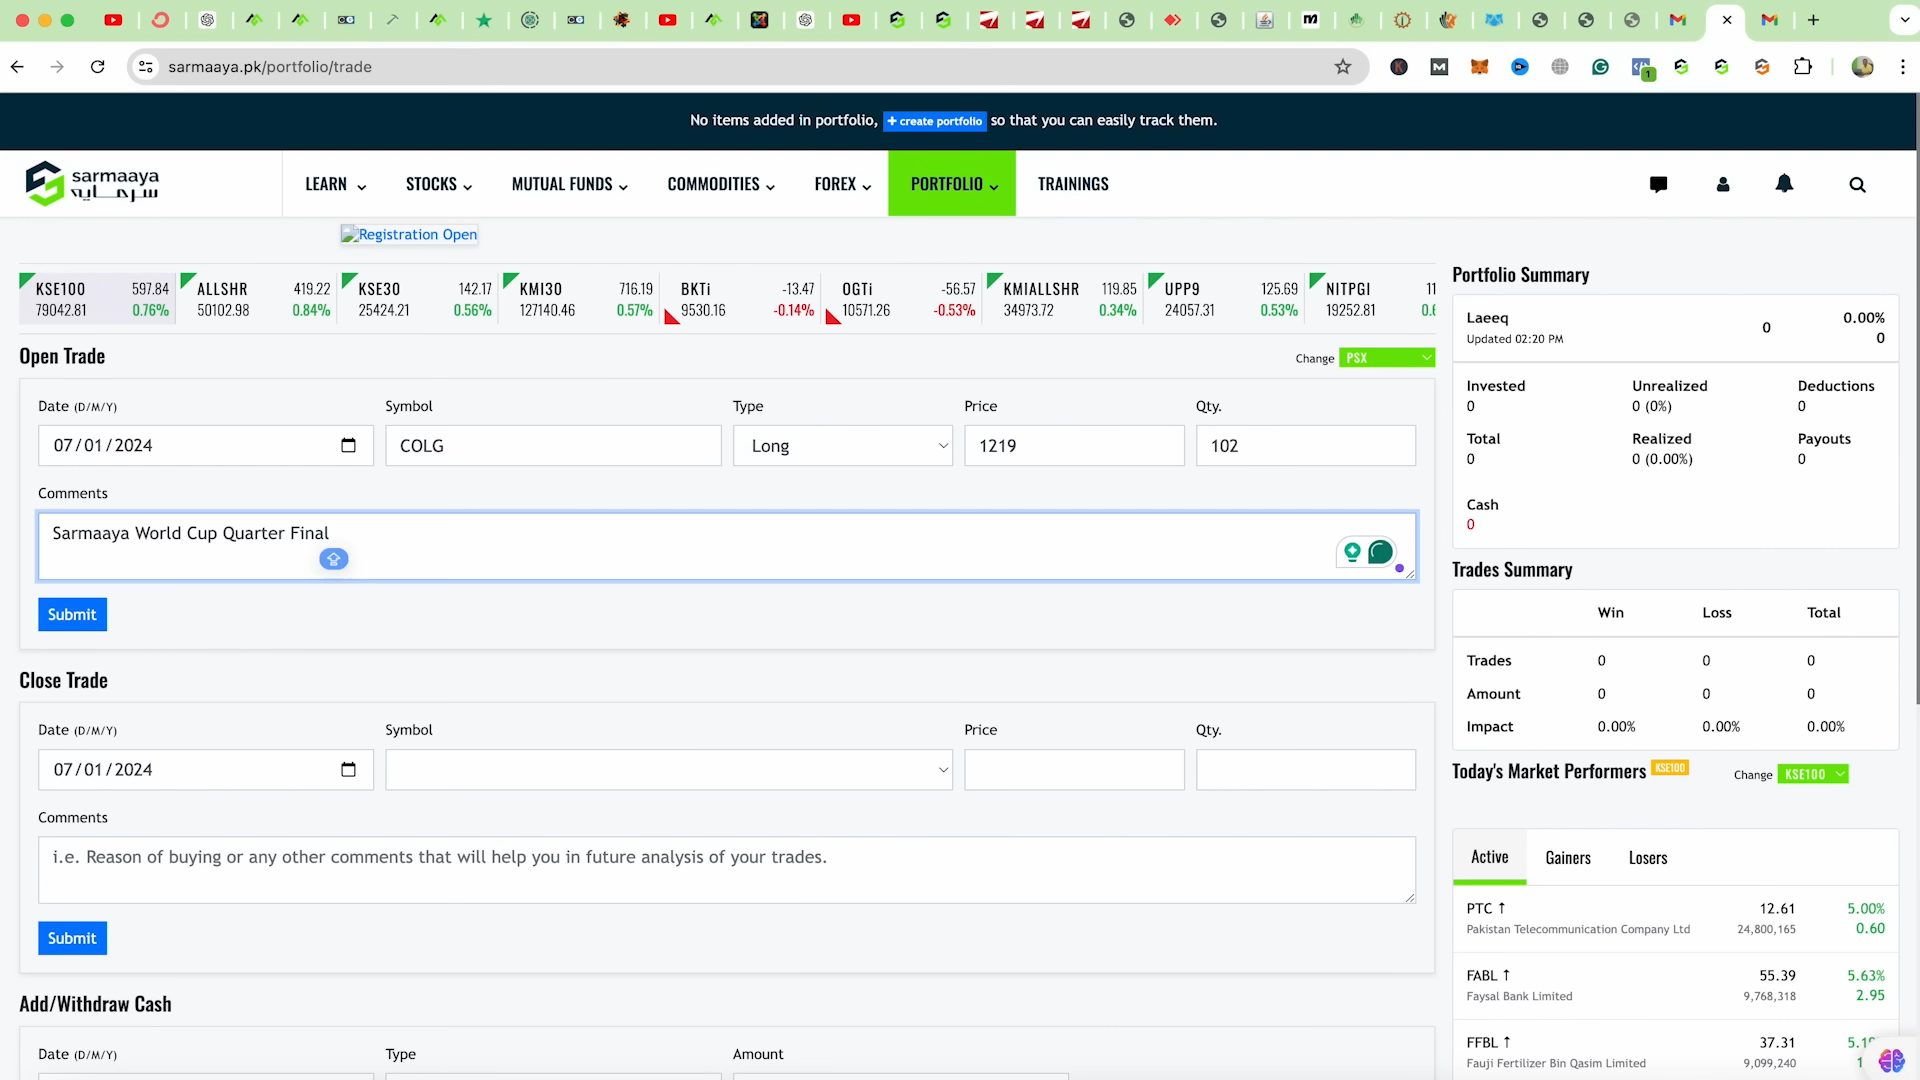 sarmaaya.pk/portfolio/trade
1
No items added in portfolio, + create portfolio so that you can easily track them.
sarmaaya
سرمایہ
LEARN STOCKS MUTUAL FUNDS COMMODITIES FOREX PORTFOLIO TRAININGS
Registration Open
KSE100 597.84 ALLSHR 419.22 KSE30 142.17 KMI30 716.19 BKTi -13.47 OGTi -56.57 KMIALLSHR 119.85 UPP9 125.69 NITPGI 11
79042.81 0.76% 50102.98 0.84% 25424.21 0.56% 127140.46 0.57% 9530.16 -0.14% 10571.26 -0.53% 34973.72 0.34% 24057.31 0.53% 19252.81 0.6
Open Trade Change PSX
Date (D/M/Y) Symbol Type Price Qty.
07/01/2024 COLG Long 1219 102
Comments
Sarmaaya World Cup Quarter Final
Submit
Close Trade
Date (D/M/Y) Symbol Price Qty.
07/01/2024
Comments
i.e. Reason of buying or any other comments that will help you in future analysis of your trades.
Submit
Add/Withdraw Cash
Date (D/M/Y) Type Amount
Portfolio Summary
Laeeq 0 0.00%
Updated 02:20 PM 0
Invested Unrealized Deductions
0 0 (0%) 0
Total Realized Payouts
0 0 (0.00%) 0
Cash
0
Trades Summary
Win Loss Total
Trades 0 0 0
Amount 0 0 0
Impact 0.00% 0.00% 0.00%
Today's Market Performers KSE100 Change KSE100
Active Gainers Losers
PTC ↑ 12.61 5.00%
Pakistan Telecommunication Company Ltd 24,800,165 0.60
FABL ↑ 55.39 5.63%
Faysal Bank Limited 9,768,318 2.95
FFBL ↑ 37.31 5.1
Fauji Fertilizer Bin Qasim Limited 9,099,240 1